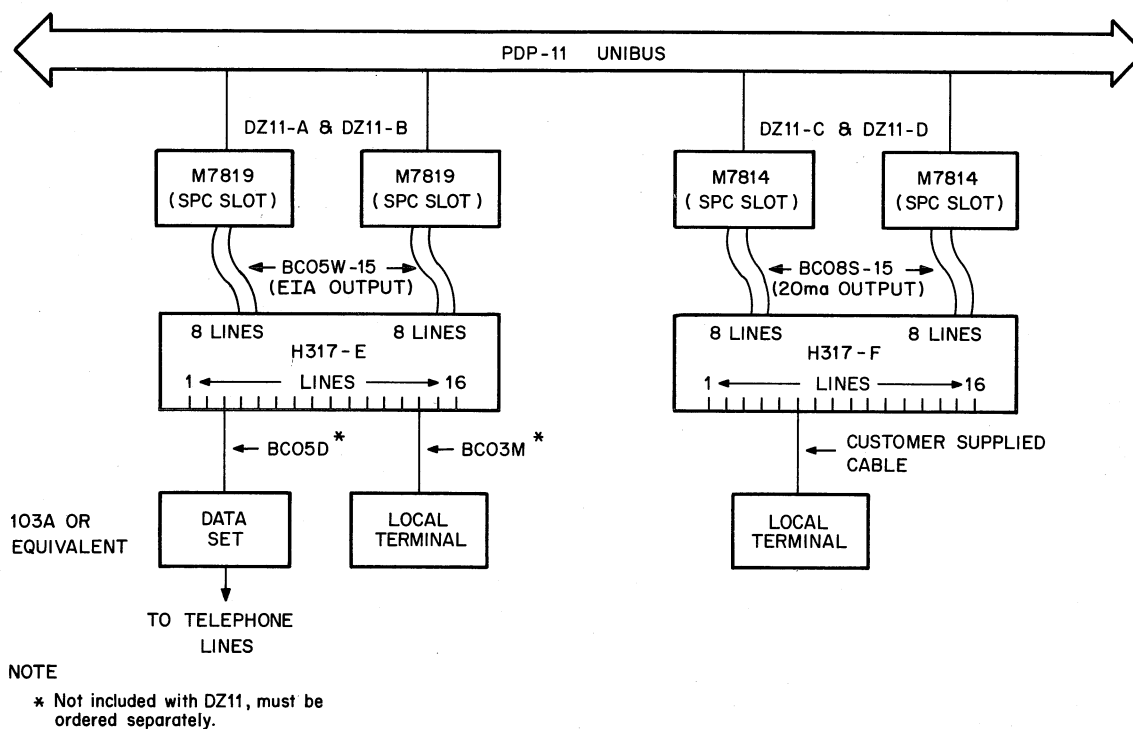 PDP-11 UNIBUS
DZ11-A & DZ11-B
DZ11-C & DZ11-D
M7819
(SPC SLOT)
M7819
(SPC SLOT)
M7814
(SPC SLOT)
M7814
(SPC SLOT)
BC05W-15
(EIA OUTPUT)
BC08S-15
(20ma OUTPUT)
8 LINES
8 LINES
H317-E
1 LINES 16
8 LINES
8 LINES
H317-F
1 LINES 16
BC05D*
BC03M*
CUSTOMER SUPPLIED
CABLE
103A OR
EQUIVALENT
DATA
SET
LOCAL
TERMINAL
LOCAL
TERMINAL
TO TELEPHONE
LINES
NOTE
* Not included with DZ11, must be
ordered separately.